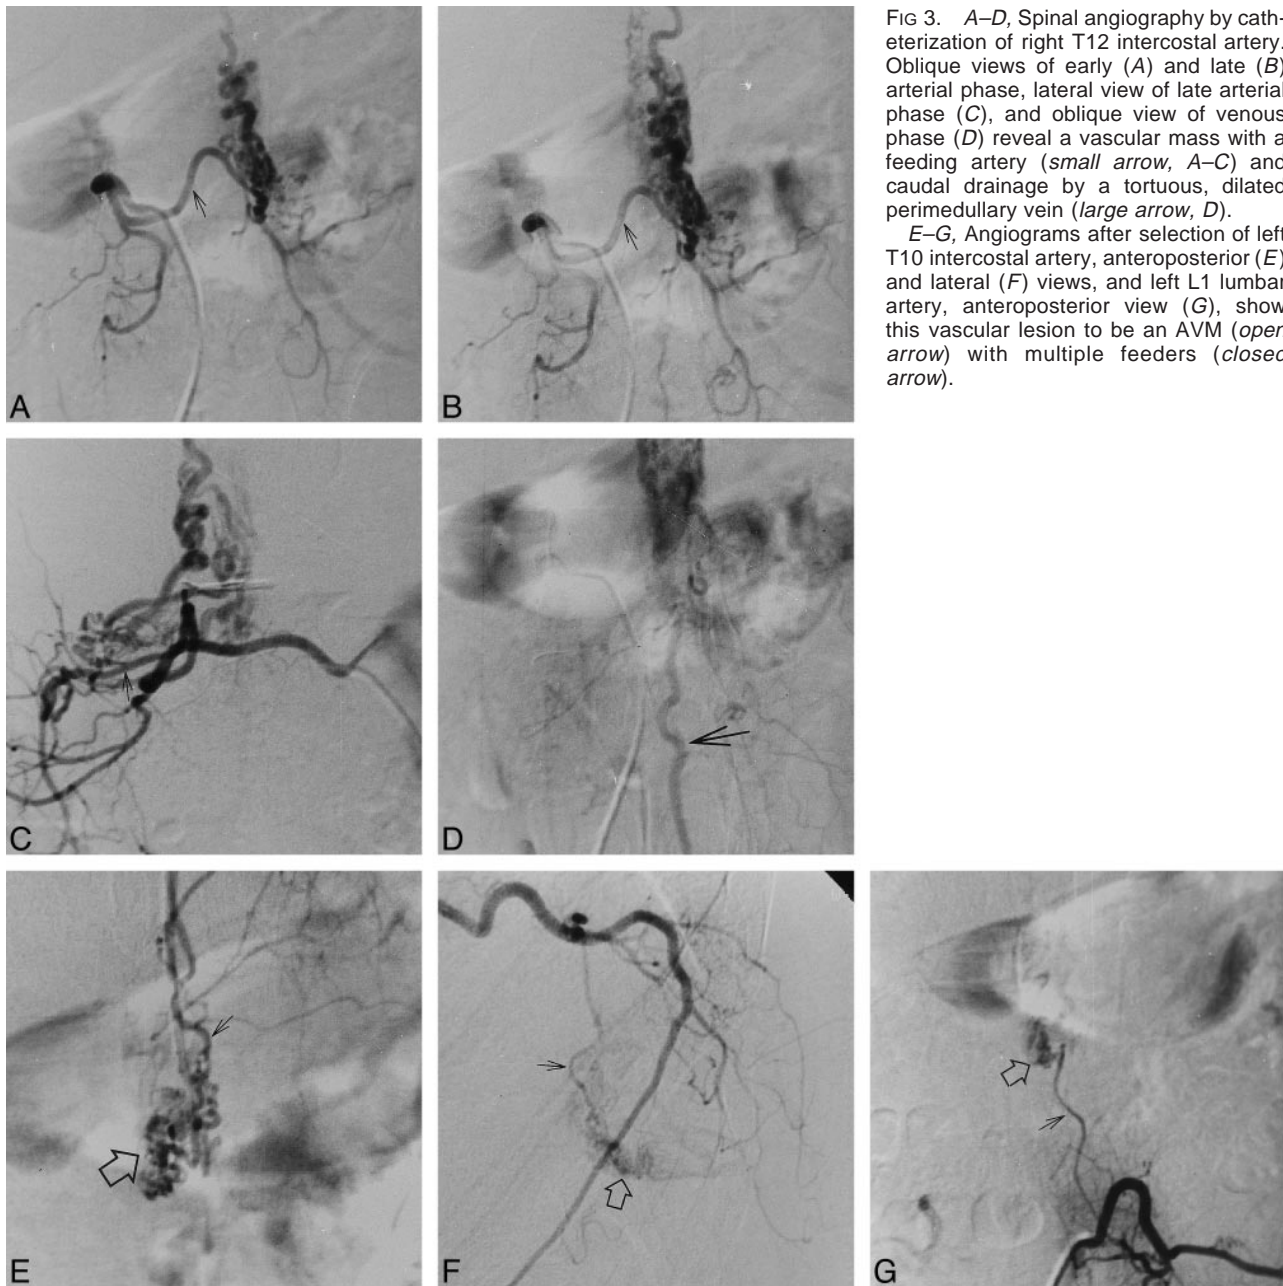 FIG 3. A–D, Spinal angiography by cath-
eterization of right T12 intercostal artery.
Oblique views of early (A) and late (B)
arterial phase, lateral view of late arterial
phase (C), and oblique view of venous
phase (D) reveal a vascular mass with a
feeding artery (small arrow, A–C) and
caudal drainage by a tortuous, dilated
perimedullary vein (large arrow, D).
E–G, Angiograms after selection of left
T10 intercostal artery, anteroposterior (E)
and lateral (F) views, and left L1 lumbar
artery, anteroposterior view (G), show
this vascular lesion to be an AVM (open
arrow) with multiple feeders (closed
arrow).
A
B
C
D
E
F
G